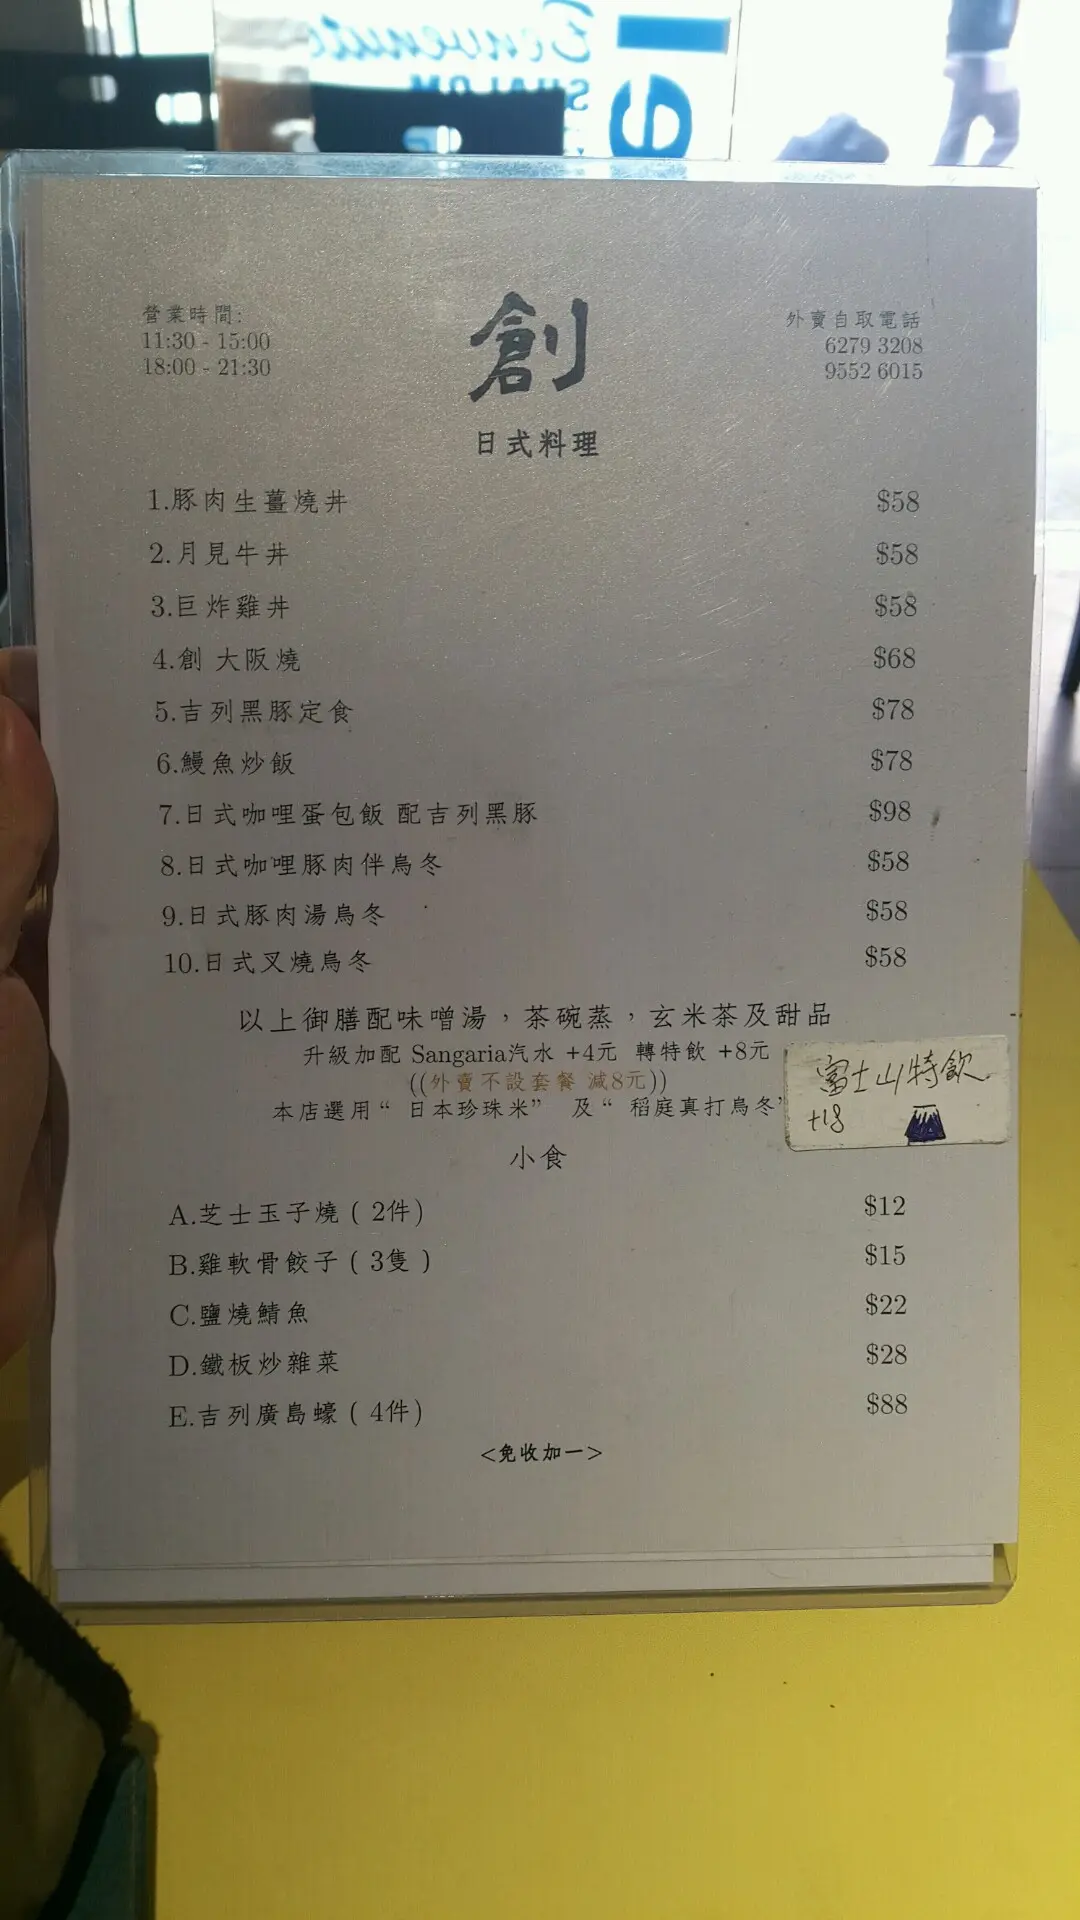 Benvenuto
SHALOM
營業時間:
11:30 - 15:00
18:00 - 21:30
創
日式料理
外賣自取電話
6279 3208
9552 6015
1.豚肉生薑燒丼 $58
2.月見牛丼 $58
3.巨炸雞丼 $58
4.創 大阪燒 $68
5.吉列黑豚定食 $78
6.鰻魚炒飯 $78
7.日式咖哩蛋包飯 配吉列黑豚 $98
8.日式咖哩豚肉伴烏冬 $58
9.日式豚肉湯烏冬 $58
10.日式叉燒烏冬 $58
以上御膳配味噌湯，茶碗蒸，玄米茶及甜品
升級加配 Sangaria汽水 +4元 轉特飲 +8元
((外賣不設套餐 減8元))
本店選用“ 日本珍珠米” 及“ 稻庭真打烏冬”
富士山特飲
+18
小食
A.芝士玉子燒 ( 2件) $12
B.雞軟骨餃子 ( 3隻 ) $15
C.鹽燒鯖魚 $22
D.鐵板炒雜菜 $28
E.吉列廣島蠔 ( 4件) $88
<免收加一>